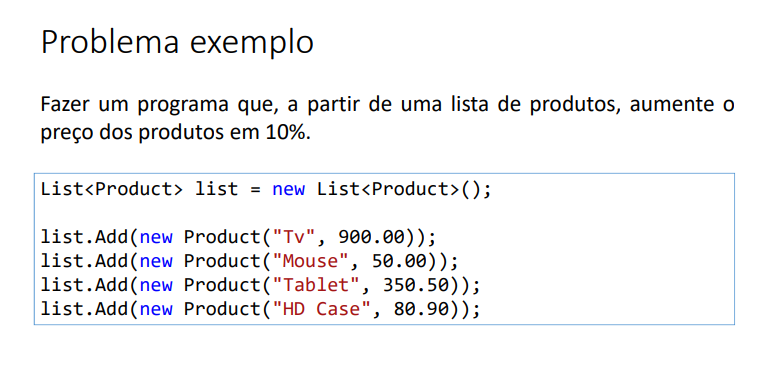 Problema exemplo
Fazer um programa que, a partir de uma lista de produtos, aumente o
preço dos produtos em 10%.
List<Product> list = new List<Product>();
list.Add(new Product("Tv", 900.00));
list.Add(new Product("Mouse", 50.00));
list.Add(new Product("Tablet", 350.50));
list.Add(new Product("HD Case", 80.90));